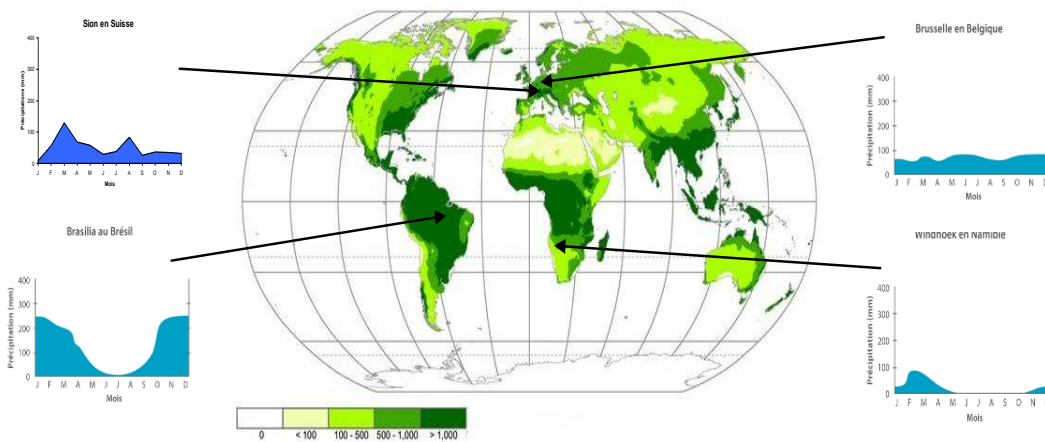 Sion en Suisse
Précipitations (mm)
400
300
200
100
0
J F M A M J J A S O N D
Mois
Brusselle en Belgique
Précipitation (mm)
400
300
200
100
0
J F M A M J J A S O N D
Mois
Brasilia au Brésil
Précipitation (mm)
400
300
200
100
0
J F M A M J J A S O N D
Mois
Windhoek en Namibie
Précipitation (mm)
400
300
200
100
0
J F M A M J J A S O N D
Mois
0 < 100 100 - 500 500 - 1,000 > 1,000